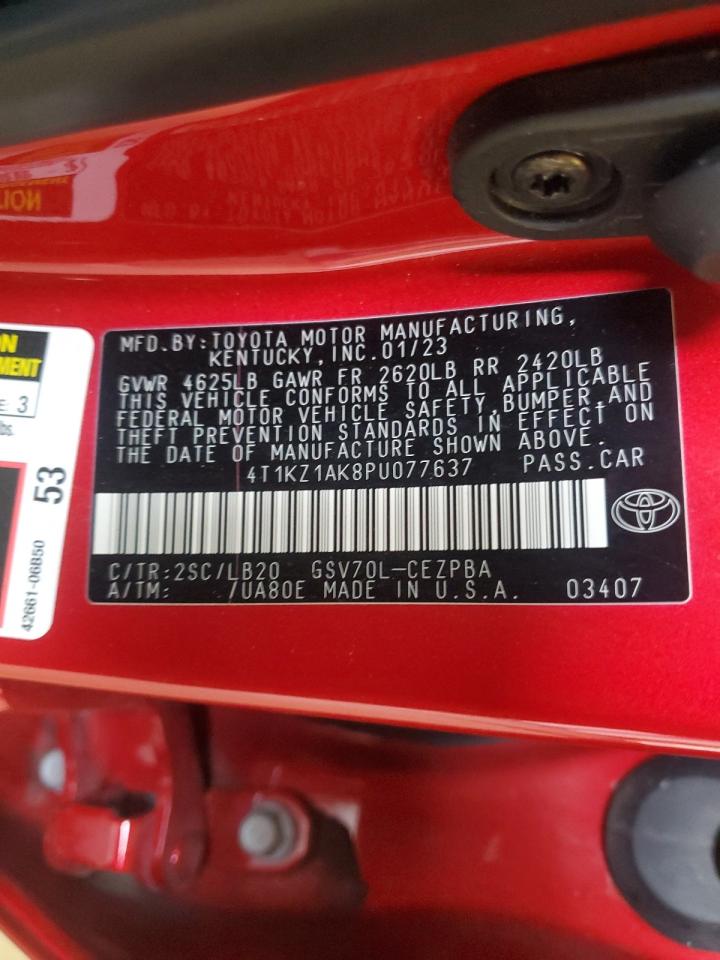 MFD.BY:TOYOTA MOTOR MANUFACTURING,
KENTUCKY,INC.01/23
GVWR 4625LB GAWR FR 2620LB RR 2420LB
THIS VEHICLE CONFORMS TO ALL APPLICABLE
FEDERAL MOTOR VEHICLE SAFETY,BUMPER,AND
THEFT PREVENTION STANDARDS IN EFFECT ON
THE DATE OF MANUFACTURE SHOWN ABOVE.
4T1KZ1AK8PU077637 PASS.CAR
C/TR:2SC/LB20 GSV70L-CEZPBA
A/TM: /UA80E MADE IN U.S.A. 03407
3
53
42661-06B50